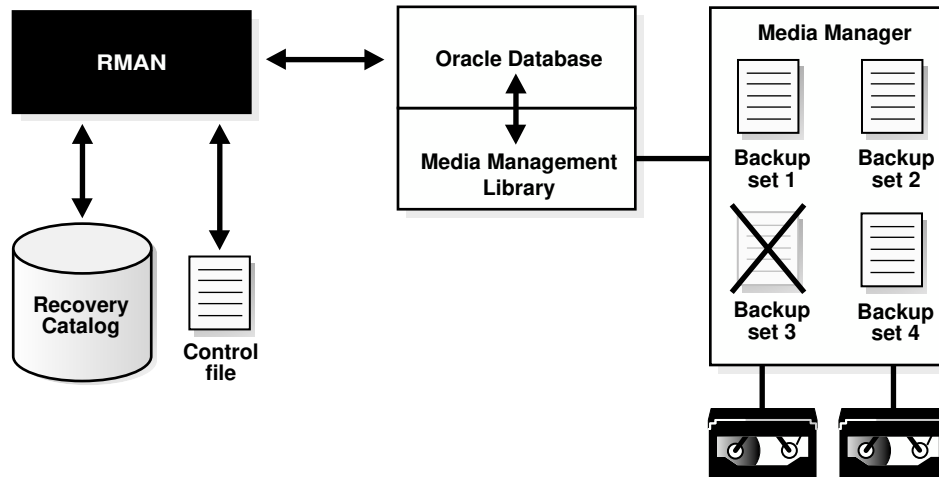 RMAN
Oracle Database
Media Management
Library
Media Manager
Backup
set 1
Backup
set 2
Backup
set 3
Backup
set 4
Recovery
Catalog
Control
file